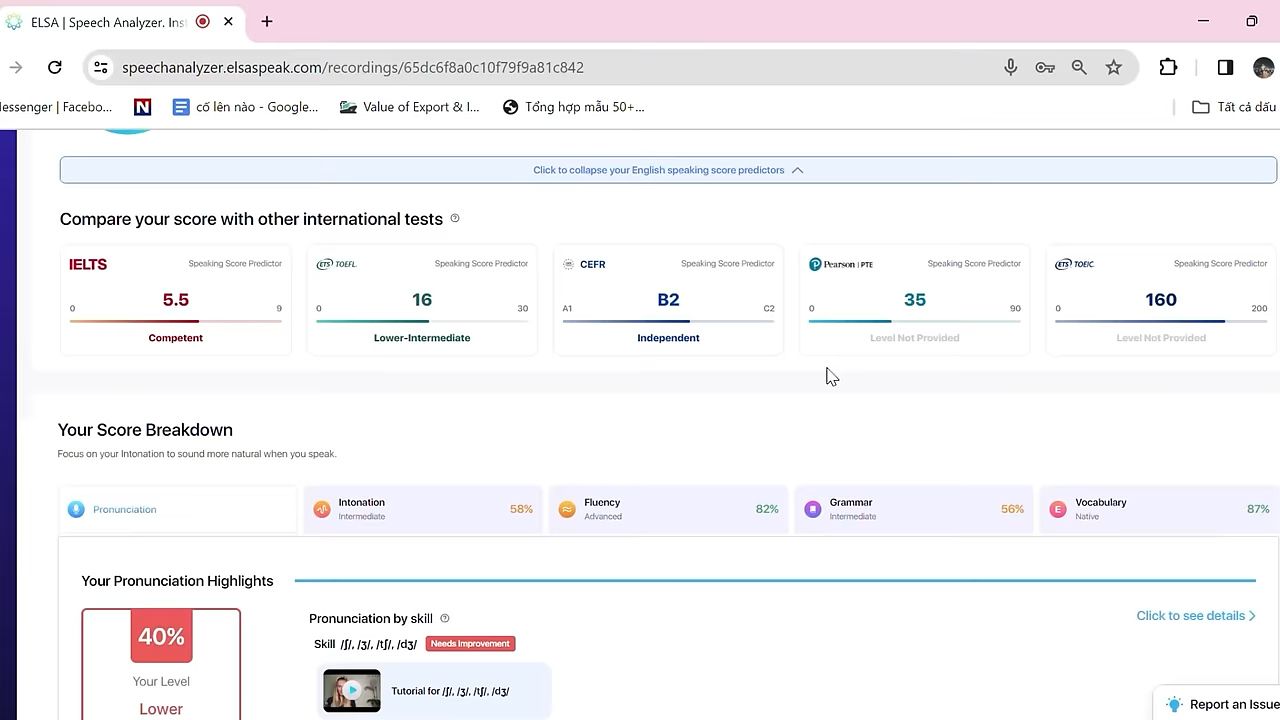 ELSA | Speech Analyzer. Ins
speechanalyzer.elsaspeak.com/recordings/65dc6f8a0c10f79f9a81c842
Messenger | Facebo...
N
cố lên nào - Google...
Value of Export & I...
Tổng hợp mẫu 50+...
Tất cả dấu
Click to collapse your English speaking score predictors
Compare your score with other international tests ?
IELTS Speaking Score Predictor
5.5
0 9
Competent
ETS TOEFL Speaking Score Predictor
16
0 30
Lower-Intermediate
CEFR Speaking Score Predictor
B2
A1 C2
Independent
Pearson | PTE Speaking Score Predictor
35
0 90
Level Not Provided
ETS TOEIC Speaking Score Predictor
160
0 200
Level Not Provided
Your Score Breakdown
Focus on your Intonation to sound more natural when you speak.
Pronunciation
Intonation
Intermediate
58%
Fluency
Advanced
82%
Grammar
Intermediate
56%
E
Vocabulary
Native
87%
Your Pronunciation Highlights
40%
Your Level
Lower
Pronunciation by skill ?
Click to see details
Skill /ʃ/, /ʒ/, /tʃ/, /dʒ/ Needs Improvement
Tutorial for /ʃ/, /ʒ/, /tʃ/, /dʒ/
Report an Issue